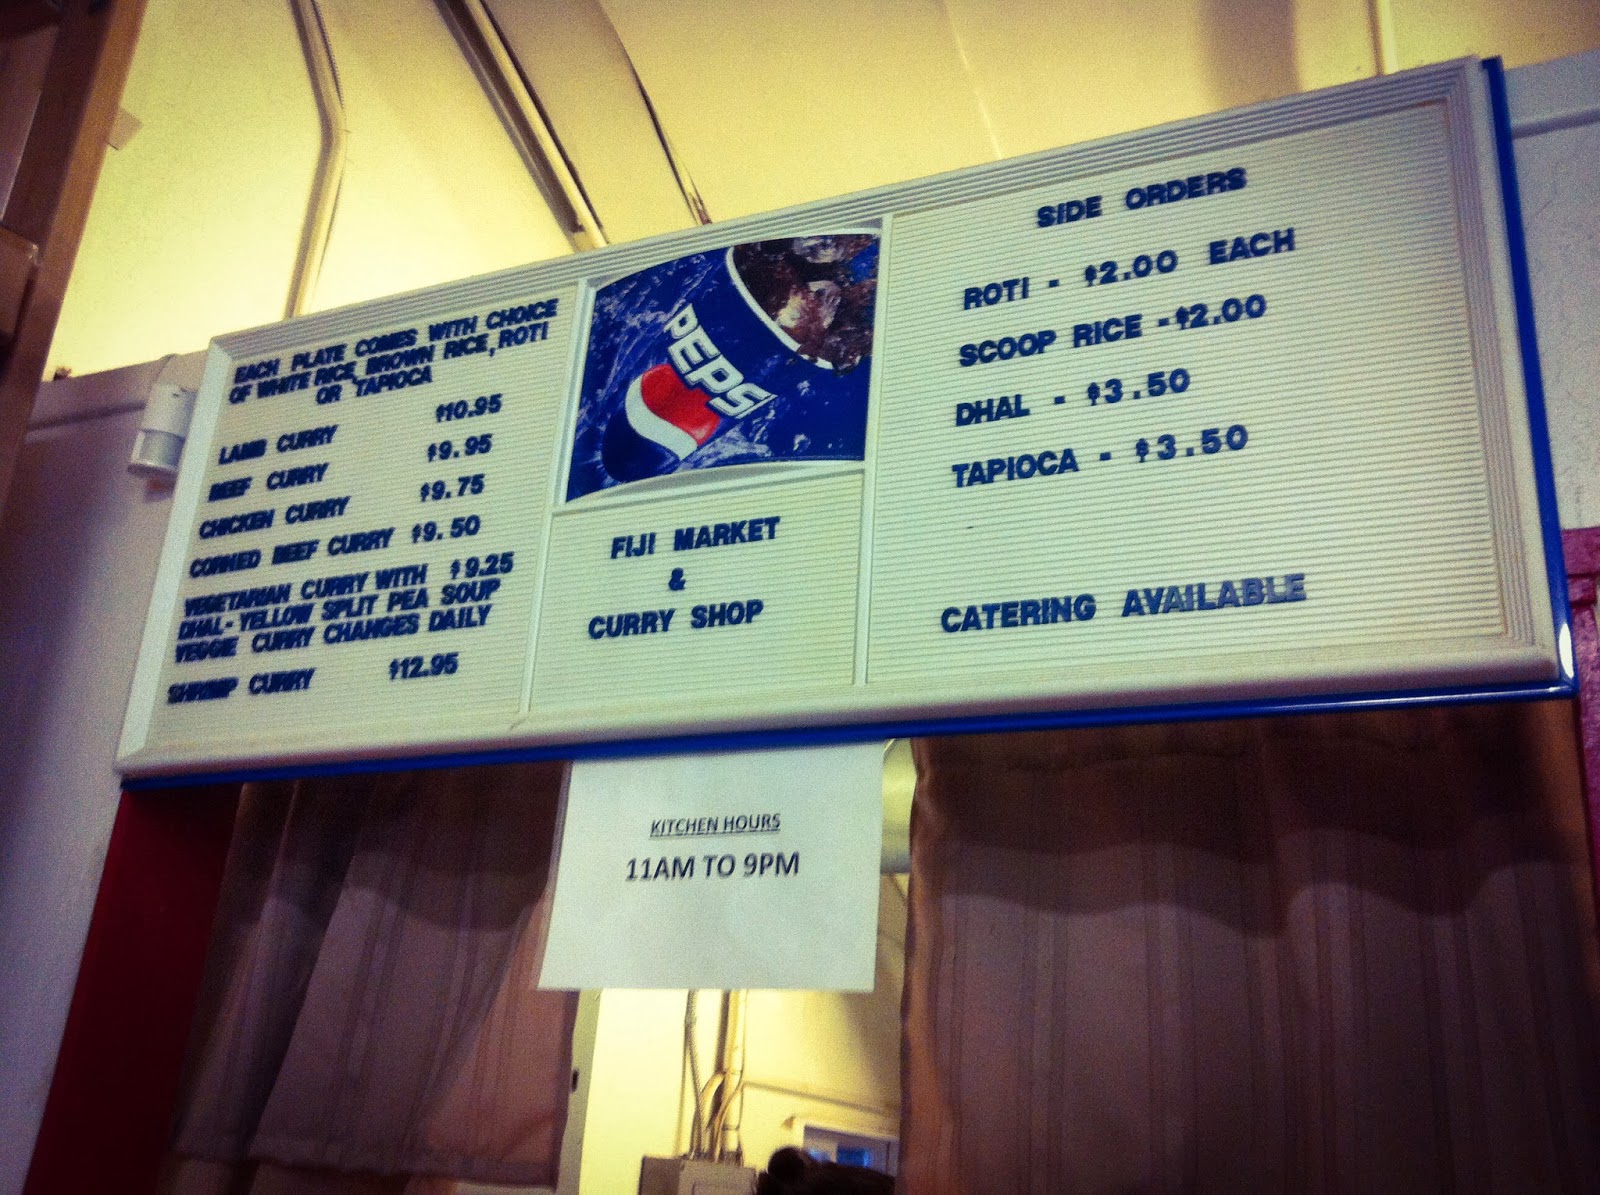 EACH PLATE COMES WITH CHOICE
OF WHITE RICE, BROWN RICE, ROTI
OR TAPIOCA
LAMB CURRY $10.95
BEEF CURRY $9.95
CHICKEN CURRY $9.75
CORNED BEEF CURRY $9.50
VEGETARIAN CURRY WITH $9.25
DHAL-YELLOW SPLIT PEA SOUP
VEGGIE CURRY CHANGES DAILY
SHRIMP CURRY $12.95
PEPSI
FIJI MARKET
&
CURRY SHOP
SIDE ORDERS
ROTI - $2.00 EACH
SCOOP RICE - $2.00
DHAL - $3.50
TAPIOCA - $3.50
CATERING AVAILABLE
KITCHEN HOURS
11AM TO 9PM